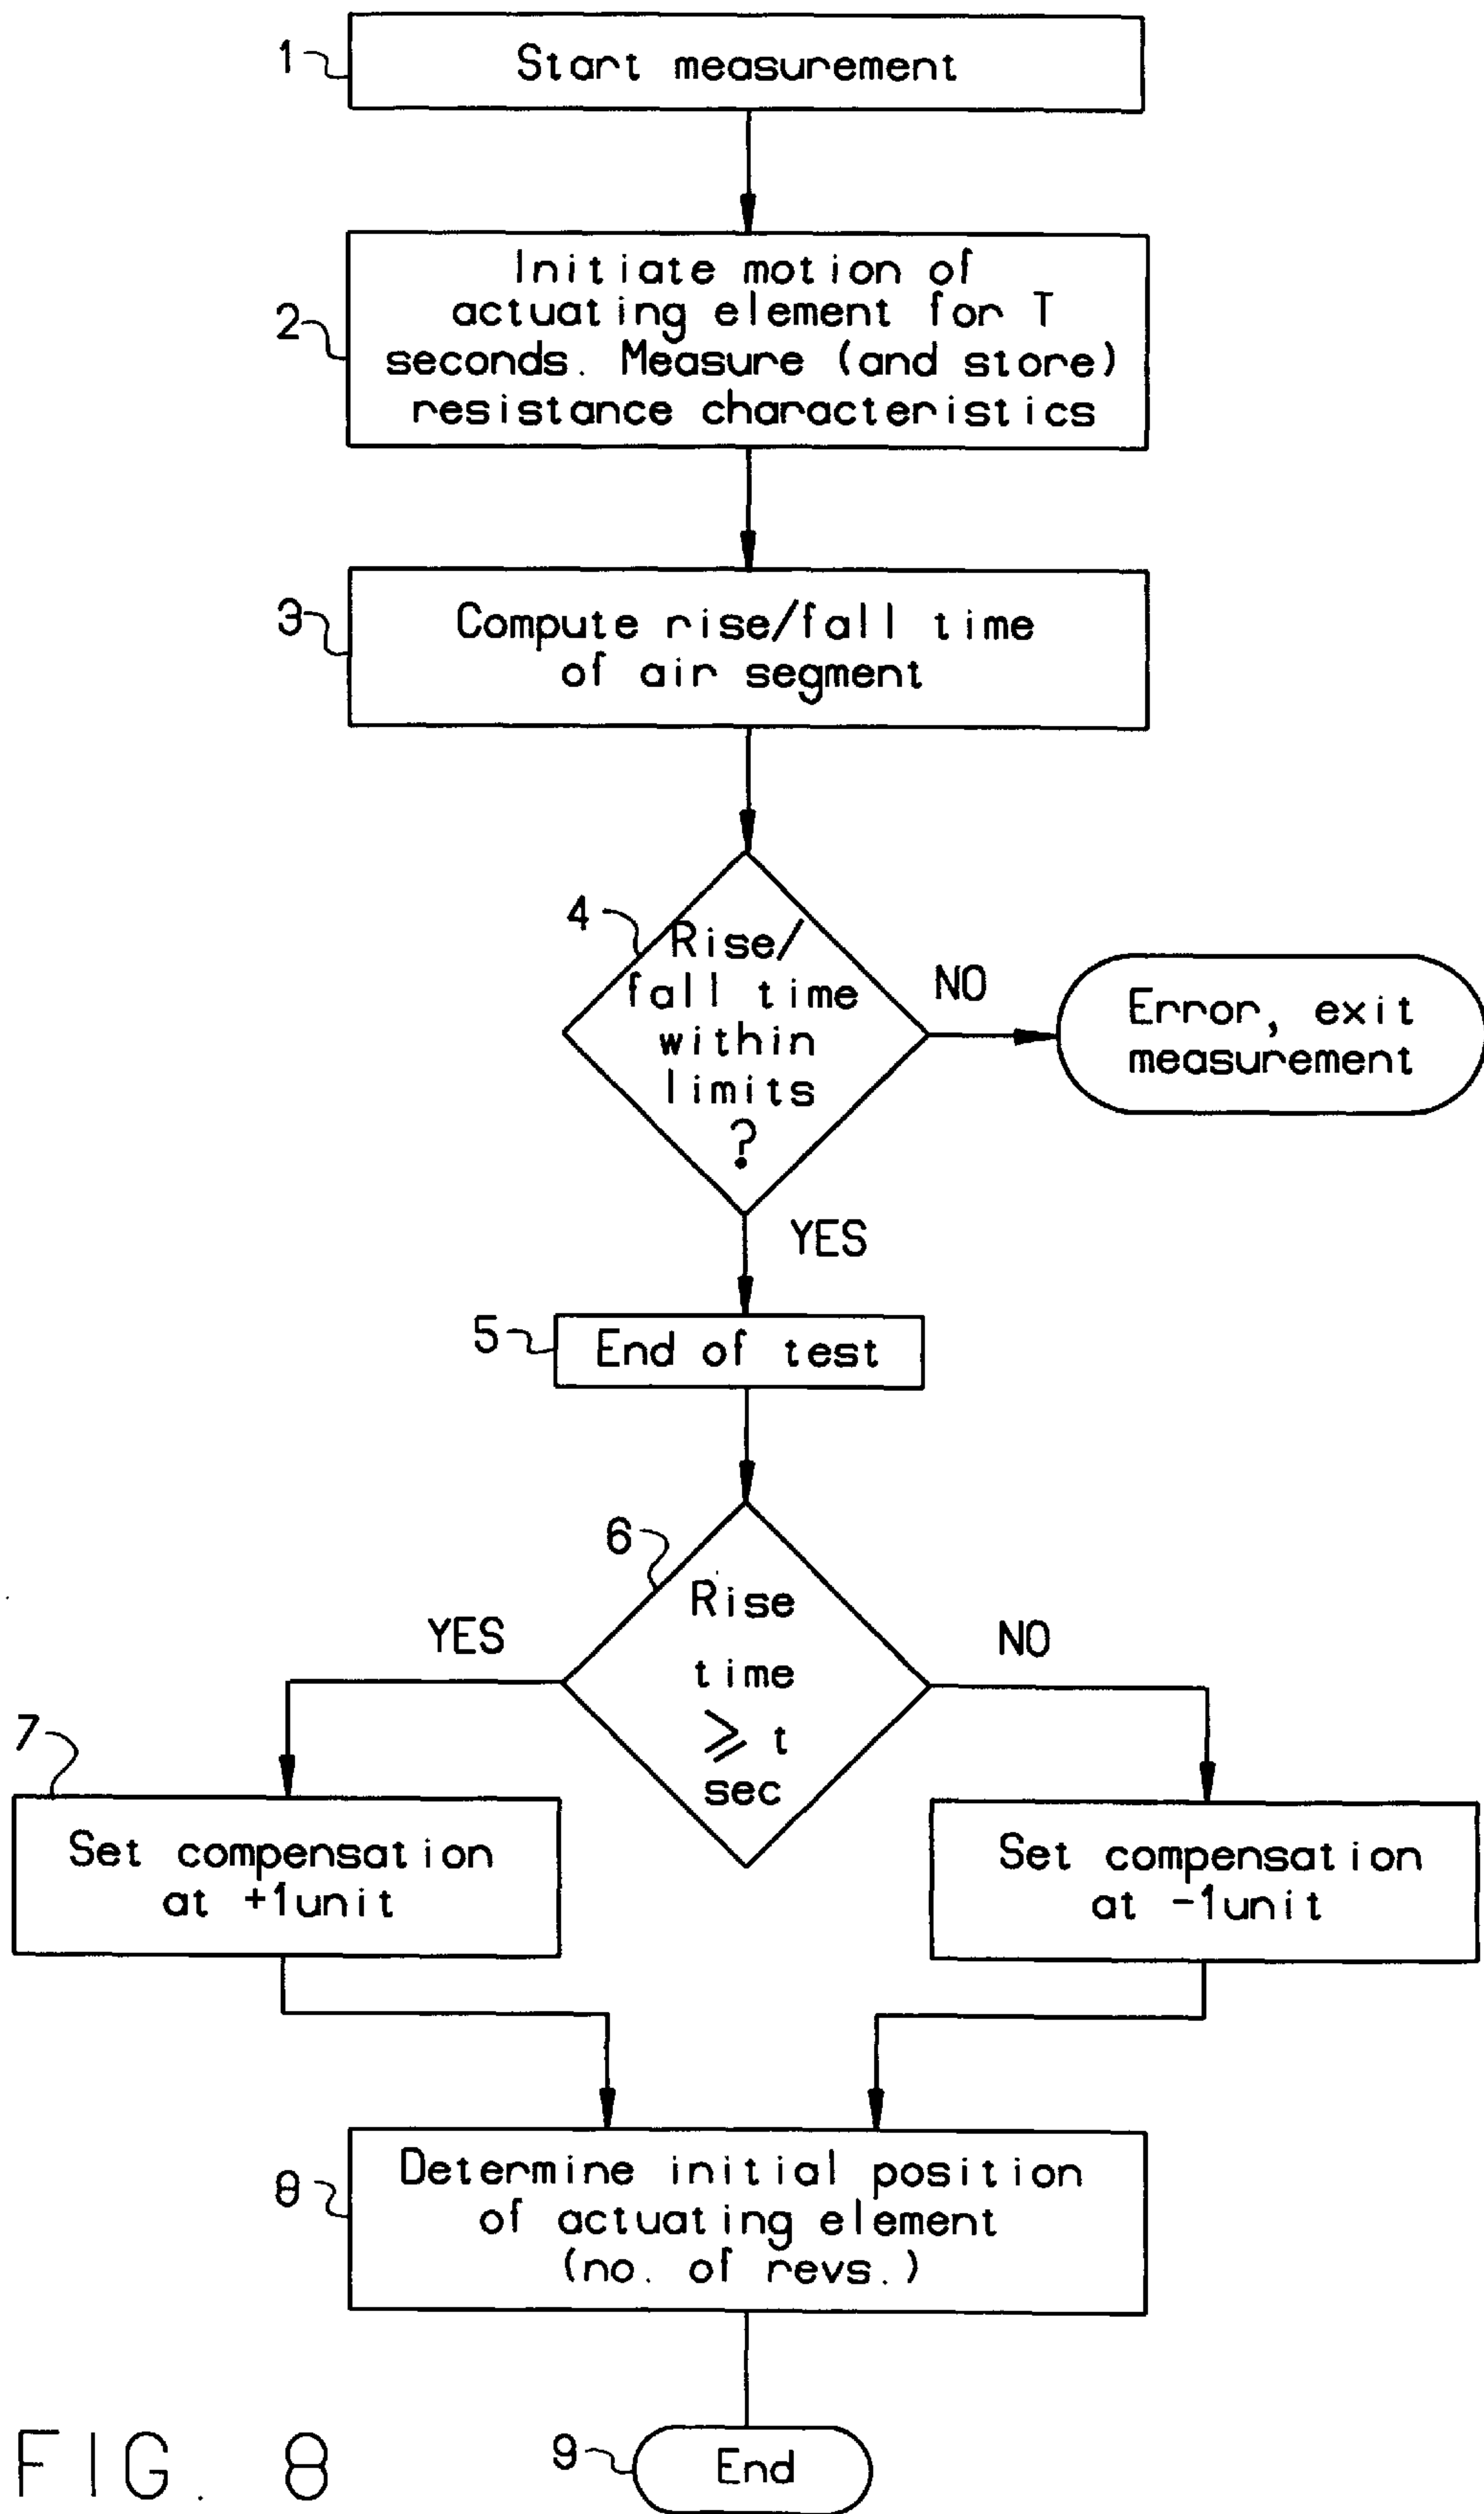 1
Start measurement
Initiate motion of
2
actuating element for T
seconds. Measure (and store)
resistance characteristics
3
Compute rise/fall time
of air segment
4
Rise/
fall time
within
limits
?
NO
Error, exit
measurement
YES
5
End of test
6
Rise
time
≥ t
sec
YES
NO
7
Set compensation
at +1unit
Set compensation
at -1unit
8
Determine initial position
of actuating element
(no. of revs.)
9
End
FIG. 8